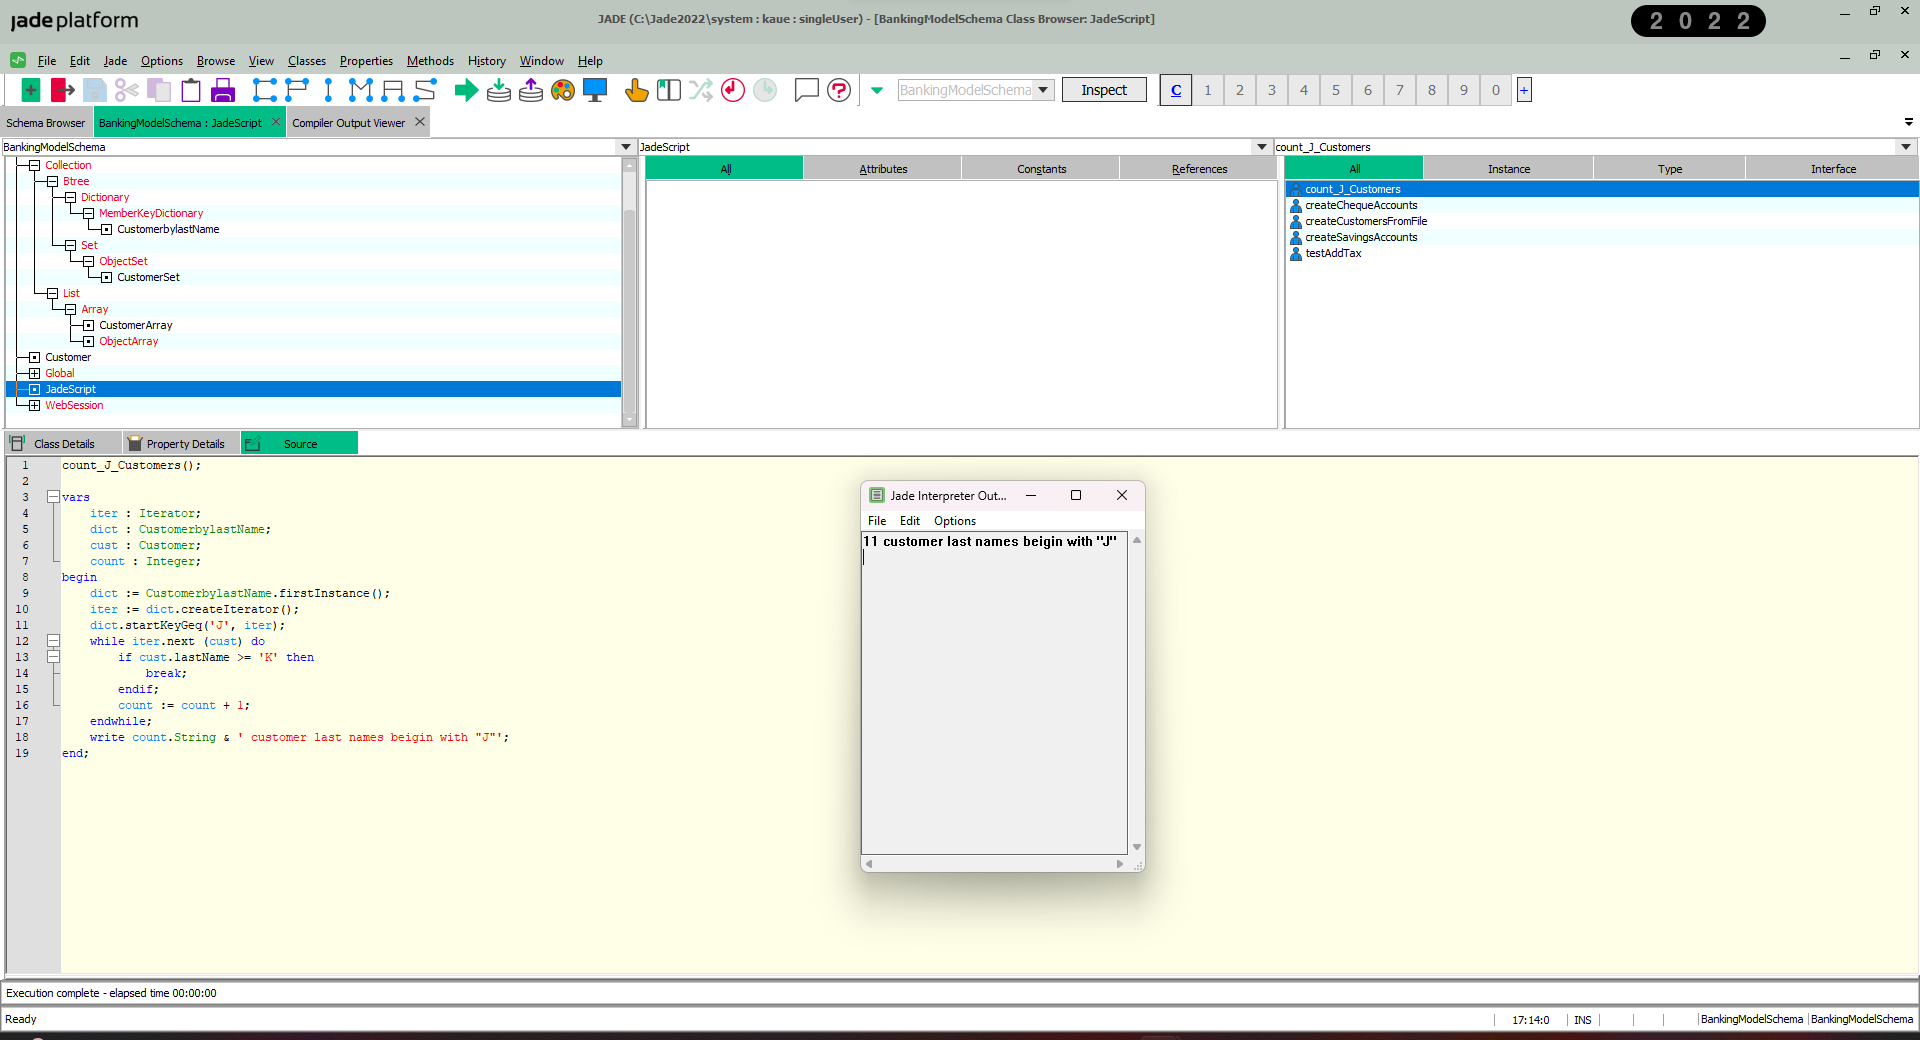 jade platform
JADE (C:\Jade2022\system : kaue : singleUser) - [BankingModelSchema Class Browser: JadeScript]
2 0 2 2
File Edit Jade Options Browse View Classes Properties Methods History Window Help
BankingModelSchema Inspect C 1 2 3 4 5 6 7 8 9 0 +
Schema Browser BankingModelSchema : JadeScript Compiler Output Viewer
BankingModelSchema JadeScript count_J_Customers
Collection
Btree
Dictionary
MemberKeyDictionary
CustomerbylastName
Set
ObjectSet
CustomerSet
List
Array
CustomerArray
ObjectArray
Customer
Global
JadeScript
WebSession
All Attributes Constants References
All Instance Type Interface
count_J_Customers
createChequeAccounts
createCustomersFromFile
createSavingsAccounts
testAddTax
Class Details Property Details Source
1 count_J_Customers();
2
3 vars
4 iter : Iterator;
5 dict : CustomerbylastName;
6 cust : Customer;
7 count : Integer;
8 begin
9 dict := CustomerbylastName.firstInstance();
10 iter := dict.createIterator();
11 dict.startKeyGeq('J', iter);
12 while iter.next (cust) do
13 if cust.lastName >= 'K' then
14 break;
15 endif;
16 count := count + 1;
17 endwhile;
18 write count.String & ' customer last names beigin with "J"';
19 end;
Jade Interpreter Out...
File Edit Options
11 customer last names beigin with "J"
Execution complete - elapsed time 00:00:00
Ready 17:14:0 INS BankingModelSchema BankingModelSchema